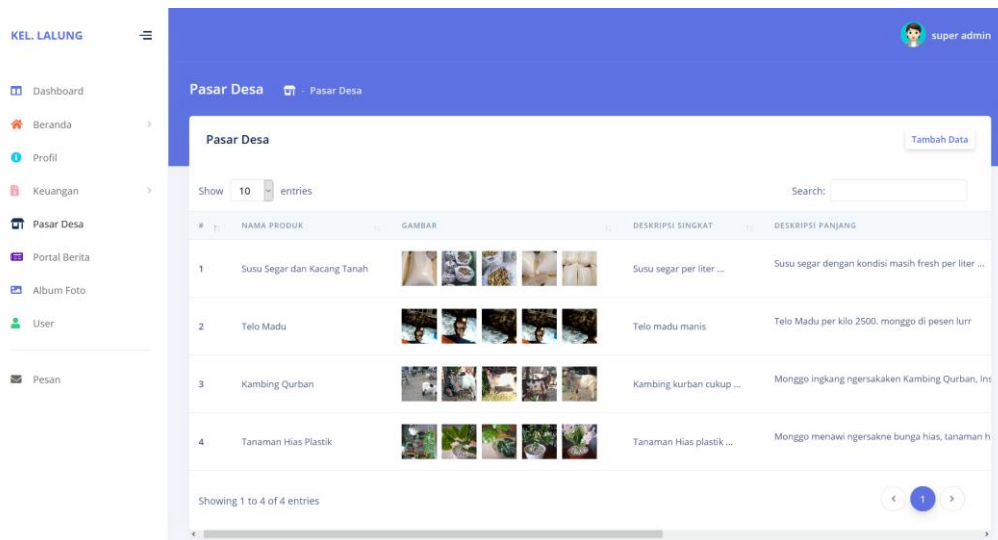 KEL. LALUNG
super admin
Dashboard
Beranda
Profil
Keuangan
Pasar Desa
Portal Berita
Album Foto
User
Pesan
Pasar Desa - Pasar Desa
Pasar Desa
Tambah Data
Show 10 entries
Search:
# NAMA PRODUK GAMBAR DESKRIPSI SINGKAT DESKRIPSI PANJANG
1 Susu Segar dan Kacang Tanah Susu segar per liter ... Susu segar dengan kondisi masih fresh per liter ...
2 Telo Madu Telo madu manis Telo Madu per kilo 2500. monggo di pesen lurr
3 Kambing Qurban Kambing kurban cukup ... Monggo ingkang ngersakaken Kambing Qurban, Ins
4 Tanaman Hias Plastik Tanaman Hias plastik ... Monggo menawi ngersakne bunga hias, tanaman h
Showing 1 to 4 of 4 entries
1